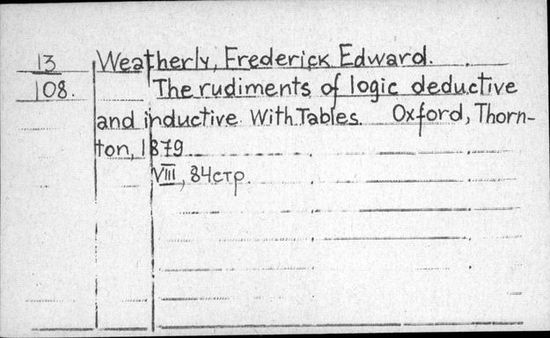 13 Weatherly, Frederick Edward.
108. The rudiments of logic deductive
and inductive With Tables. Oxford, Thorn-
ton, 1879
VIII, 84стр.